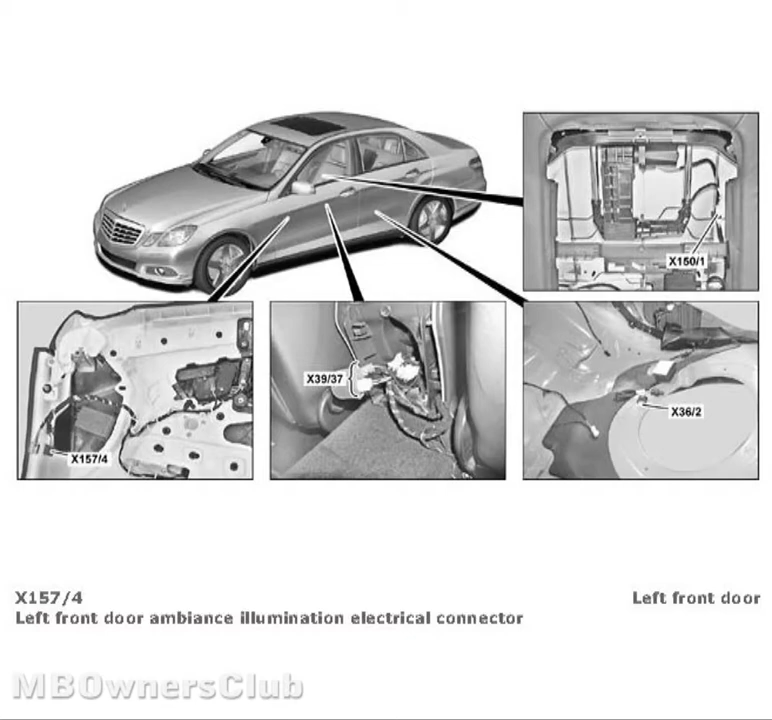 X150/1
X39/37
X157/4
X36/2
X157/4
Left front door
Left front door ambiance illumination electrical connector
MBOwnersClub